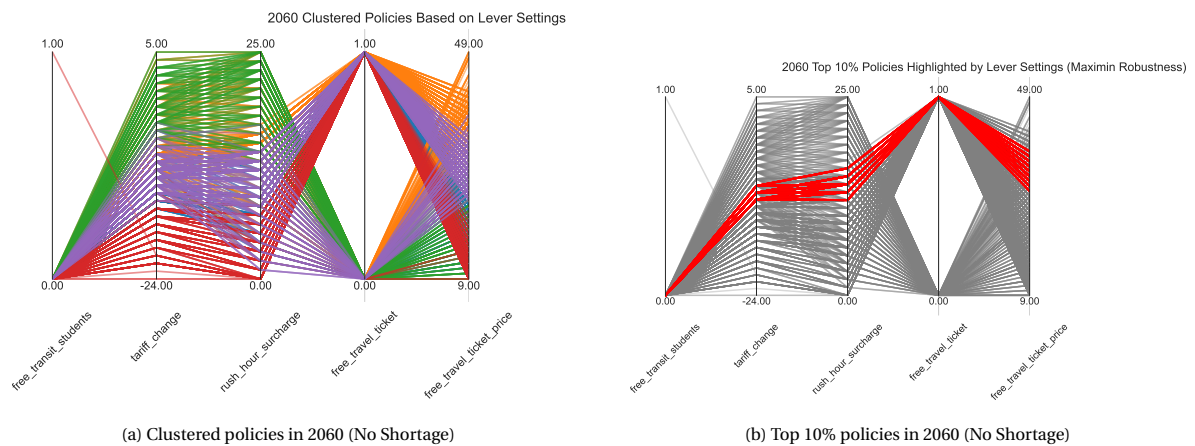 2060 Clustered Policies Based on Lever Settings
1.00 5.00 25.00 1.00 49.00
0.00 -24.00 0.00 0.00 9.00
free_transit_students
tariff_change
rush_hour_surcharge
free_travel_ticket
free_travel_ticket_price
(a) Clustered policies in 2060 (No Shortage)
2060 Top 10% Policies Highlighted by Lever Settings (Maximin Robustness)
1.00 5.00 25.00 1.00 49.00
0.00 -24.00 0.00 0.00 9.00
free_transit_students
tariff_change
rush_hour_surcharge
free_travel_ticket
free_travel_ticket_price
(b) Top 10% policies in 2060 (No Shortage)